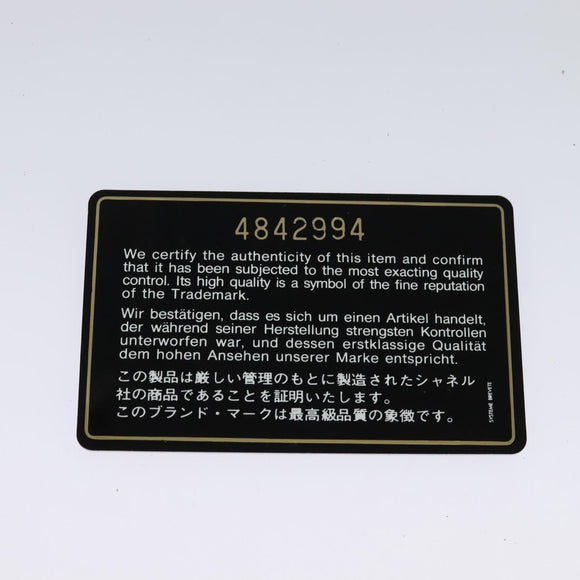 4842994
We certify the authenticity of this item and confirm
that it has been subjected to the most exacting quality
control. Its high quality is a symbol of the fine reputation
of the Trademark.
Wir bestätigen, dass es sich um einen Artikel handelt,
der während seiner Herstellung strengsten Kontrollen
unterworfen war, und dessen erstklassige Qualität
dem hohen Ansehen unserer Marke entspricht.
この製品は厳しい管理のもとに製造されたシャネル
社の商品であることを証明いたします。
このブランド・マークは最高級品質の象徴です。
SYSTEME BREVETE